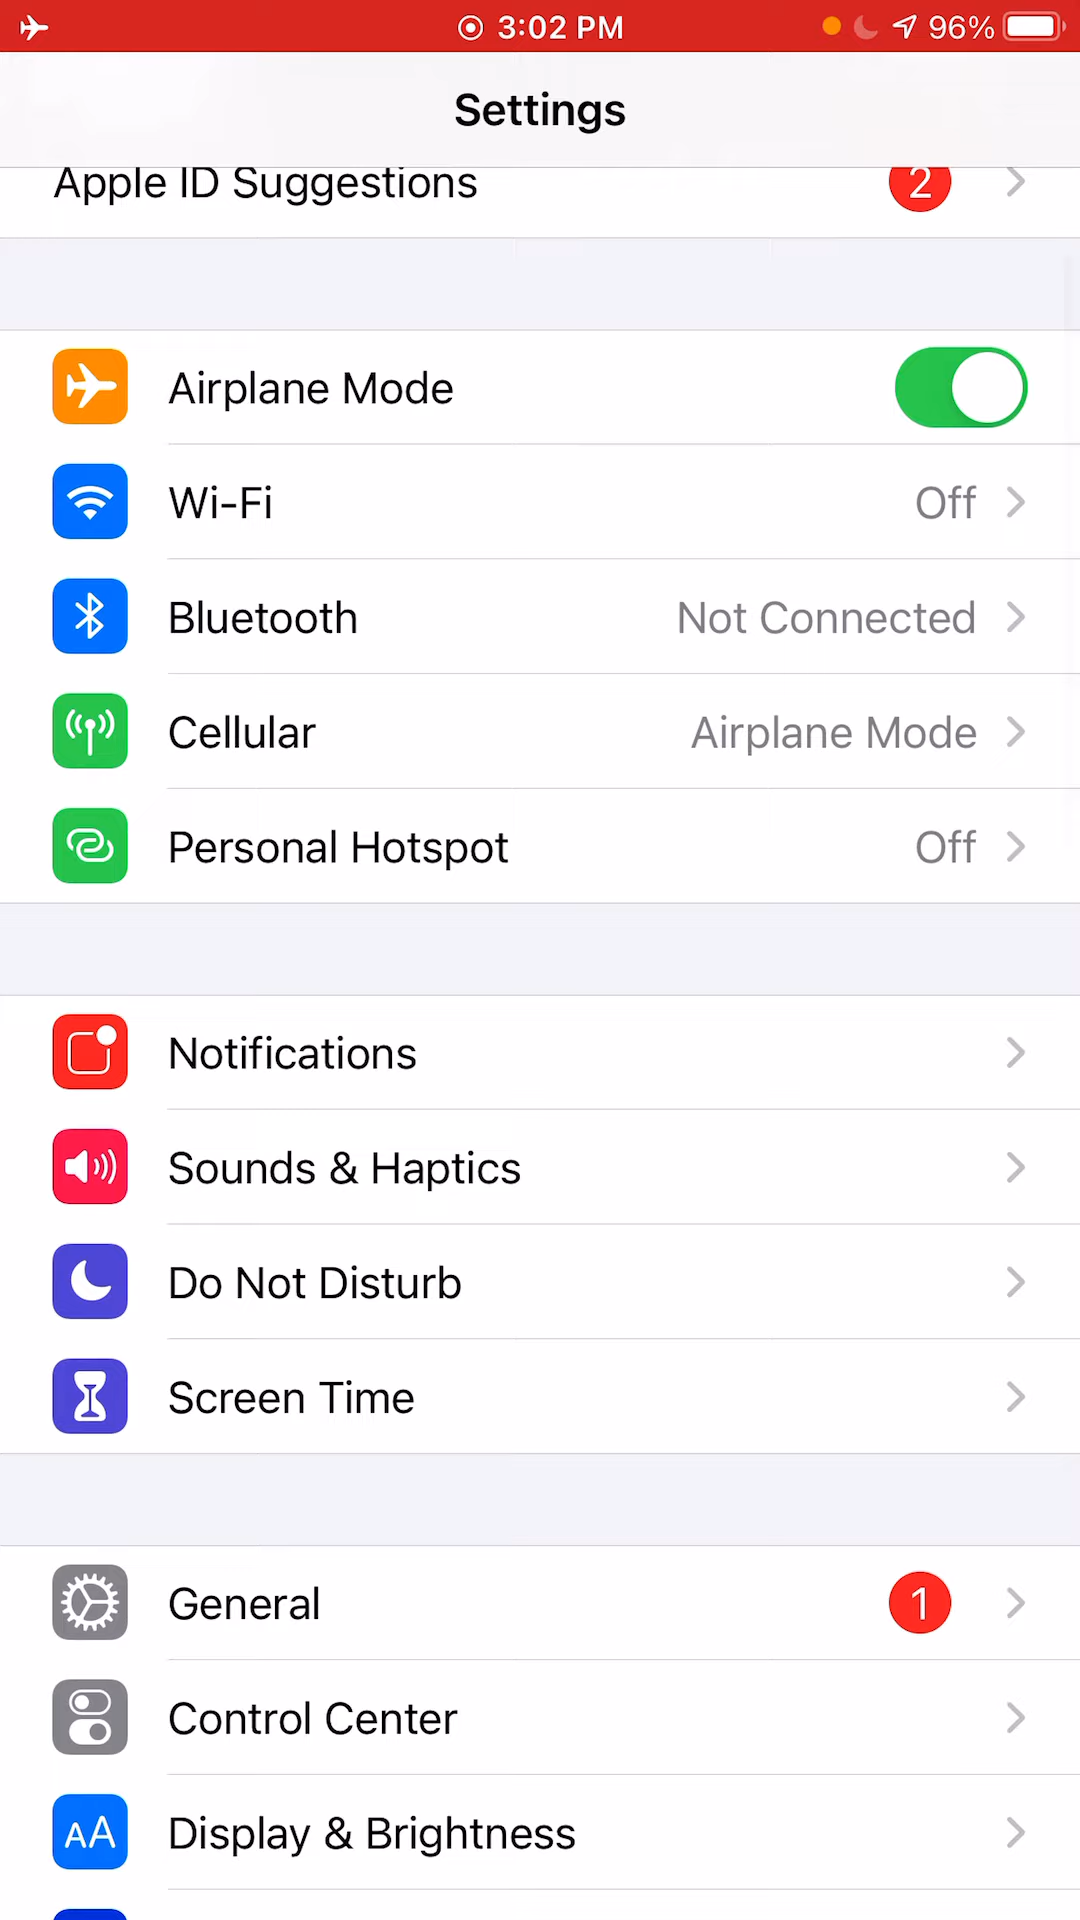 3:02 PM 96%
Settings
Apple ID Suggestions 2
Airplane Mode
Wi-Fi Off
Bluetooth Not Connected
Cellular Airplane Mode
Personal Hotspot Off
Notifications
Sounds & Haptics
Do Not Disturb
Screen Time
General 1
Control Center
AA Display & Brightness